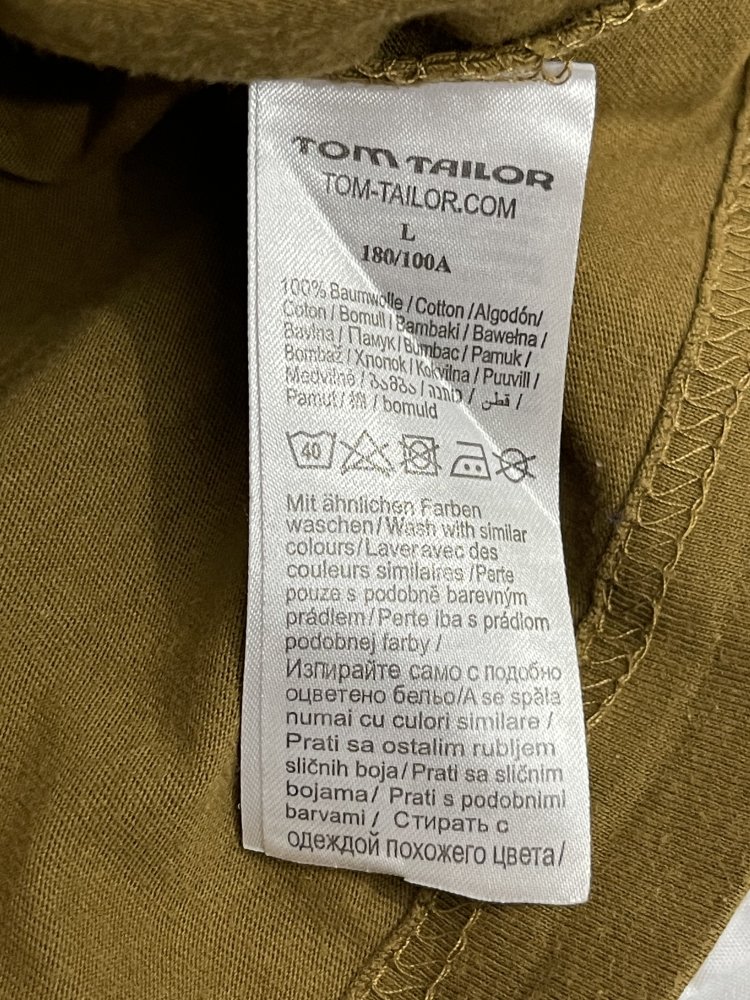 TOM TAILOR
TOM-TAILOR.COM
L
180/100A
100% Baumwolle / Cotton / Algodón/
Coton / Bomull / Bambaki / Bawełna /
Bavlna / Памук / Bumbac / Pamuk /
Bombaž / Хлопок / Kokvilna / Puuvill /
Medvilnė / ბამბა / כותנה / قطن /
Pamut / 棉 / bomuld
40
Mit ähnlichen Farben
waschen/Wash with similar
colours/Laver avec des
couleurs similaires /Perte
pouze s podobně barevným
prádlem/Perte iba s prádlom
podobnej farby /
Изпирайте само с подобно
оцветено бельо/A se spăla
numai cu culori similare /
Prati sa ostalim rubljem
sličnih boja/Prati sa sličnim
bojama/ Prati s podobnimi
barvami / Стирать с
одеждой похожего цвета/